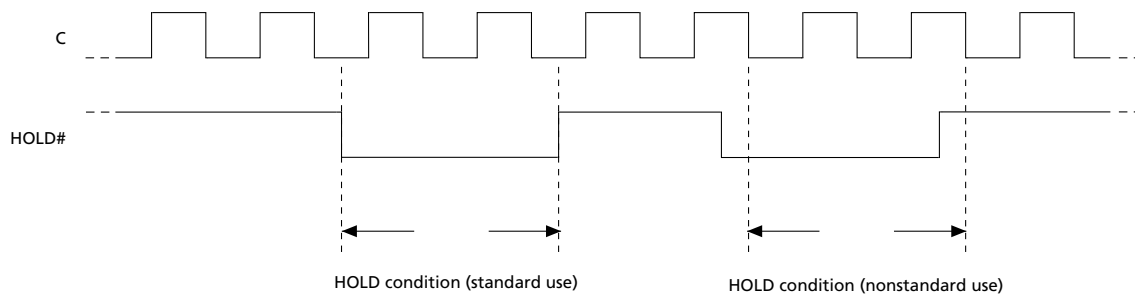 C
HOLD#
HOLD condition (standard use)
HOLD condition (nonstandard use)